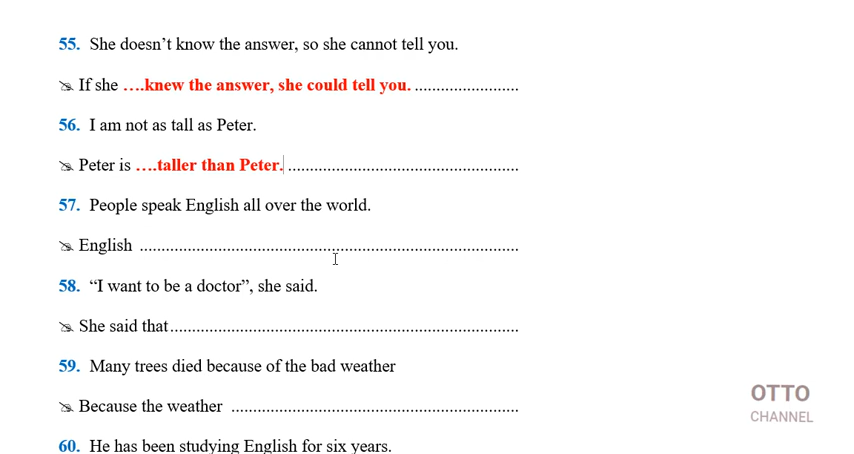 55. She doesn’t know the answer, so she cannot tell you.
If she ….knew the answer, she could tell you. ........................
56. I am not as tall as Peter.
Peter is ….taller than Peter. .....................................................
57. People speak English all over the world.
English .......................................................................................
58. “I want to be a doctor”, she said.
She said that................................................................................
59. Many trees died because of the bad weather
Because the weather ..................................................................
60. He has been studying English for six years.
OTTO
CHANNEL